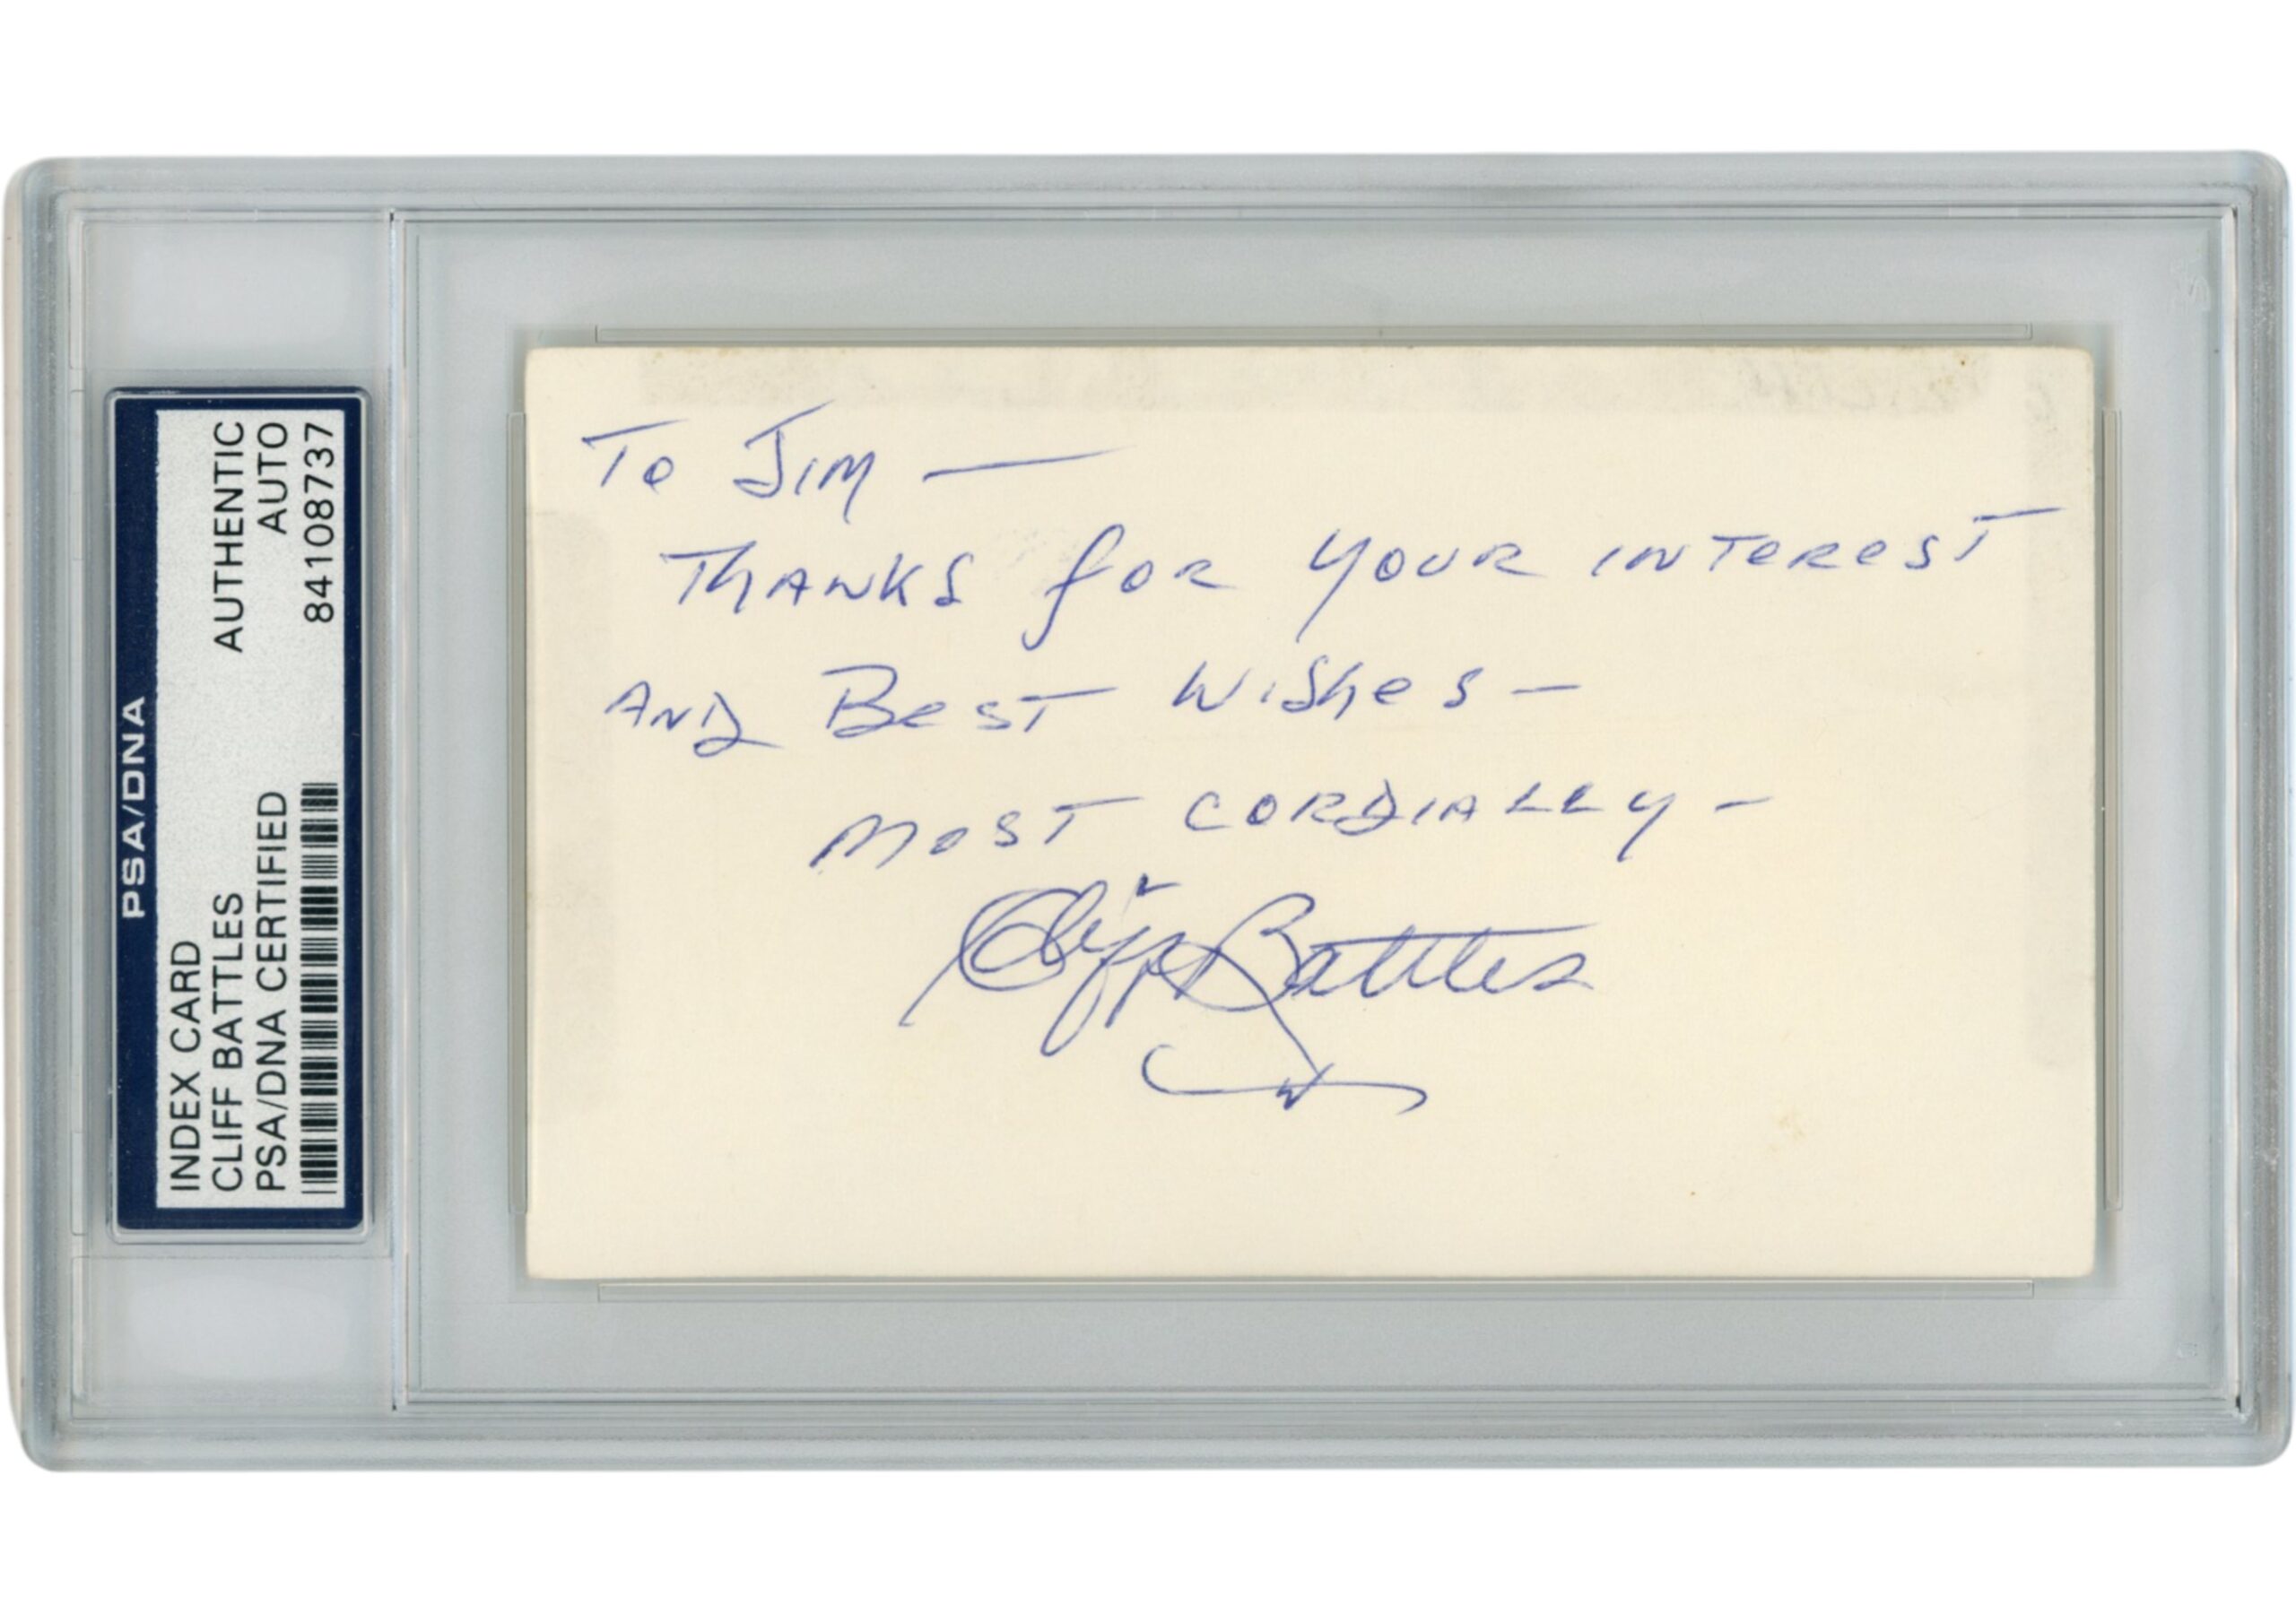 PSA/DNA
INDEX CARD
AUTHENTIC
CLIFF BATTLES
AUTO
PSA/DNA CERTIFIED
84108737
To Jim —
THANKS for YOUR INTEREST
AND Best Wishes —
MOST CORDIALLY —
Cliff Battles